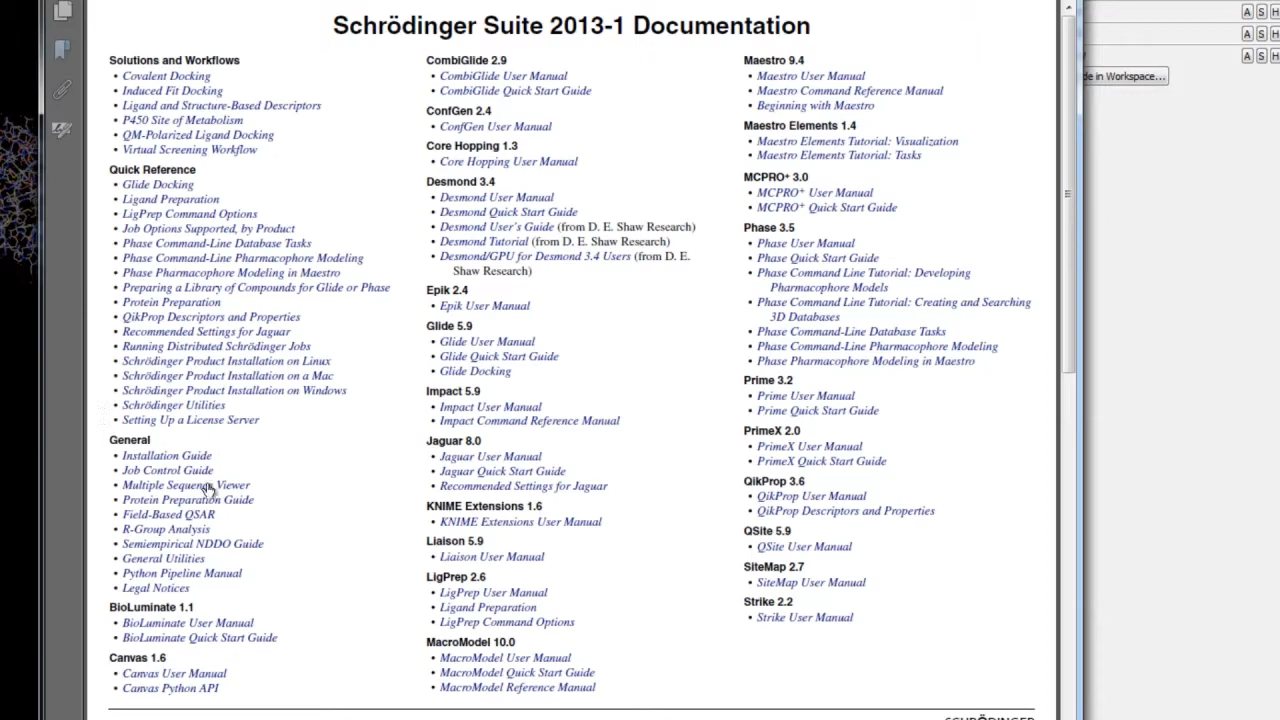 Schrödinger Suite 2013-1 Documentation
Solutions and Workflows
• Covalent Docking
• Induced Fit Docking
• Ligand and Structure-Based Descriptors
• P450 Site of Metabolism
• QM-Polarized Ligand Docking
• Virtual Screening Workflow
Quick Reference
• Glide Docking
• Ligand Preparation
• LigPrep Command Options
• Job Options Supported, by Product
• Phase Command-Line Database Tasks
• Phase Command-Line Pharmacophore Modeling
• Phase Pharmacophore Modeling in Maestro
• Preparing a Library of Compounds for Glide or Phase
• Protein Preparation
• QikProp Descriptors and Properties
• Recommended Settings for Jaguar
• Running Distributed Schrödinger Jobs
• Schrödinger Product Installation on Linux
• Schrödinger Product Installation on a Mac
• Schrödinger Product Installation on Windows
• Schrödinger Utilities
• Setting Up a License Server
General
• Installation Guide
• Job Control Guide
• Multiple Sequence Viewer
• Protein Preparation Guide
• Field-Based QSAR
• R-Group Analysis
• Semiempirical NDDO Guide
• General Utilities
• Python Pipeline Manual
• Legal Notices
BioLuminate 1.1
• BioLuminate User Manual
• BioLuminate Quick Start Guide
Canvas 1.6
• Canvas User Manual
• Canvas Python API
CombiGlide 2.9
• CombiGlide User Manual
• CombiGlide Quick Start Guide
ConfGen 2.4
• ConfGen User Manual
Core Hopping 1.3
• Core Hopping User Manual
Desmond 3.4
• Desmond User Manual
• Desmond Quick Start Guide
• Desmond User's Guide (from D. E. Shaw Research)
• Desmond Tutorial (from D. E. Shaw Research)
• Desmond/GPU for Desmond 3.4 Users (from D. E.
Shaw Research)
Epik 2.4
• Epik User Manual
Glide 5.9
• Glide User Manual
• Glide Quick Start Guide
• Glide Docking
Impact 5.9
• Impact User Manual
• Impact Command Reference Manual
Jaguar 8.0
• Jaguar User Manual
• Jaguar Quick Start Guide
• Recommended Settings for Jaguar
KNIME Extensions 1.6
• KNIME Extensions User Manual
Liaison 5.9
• Liaison User Manual
LigPrep 2.6
• LigPrep User Manual
• Ligand Preparation
• LigPrep Command Options
MacroModel 10.0
• MacroModel User Manual
• MacroModel Quick Start Guide
• MacroModel Reference Manual
Maestro 9.4
• Maestro User Manual
• Maestro Command Reference Manual
• Beginning with Maestro
Maestro Elements 1.4
• Maestro Elements Tutorial: Visualization
• Maestro Elements Tutorial: Tasks
MCPRO+ 3.0
• MCPRO+ User Manual
• MCPRO+ Quick Start Guide
Phase 3.5
• Phase User Manual
• Phase Quick Start Guide
• Phase Command Line Tutorial: Developing
Pharmacophore Models
• Phase Command Line Tutorial: Creating and Searching
3D Databases
• Phase Command-Line Database Tasks
• Phase Command-Line Pharmacophore Modeling
• Phase Pharmacophore Modeling in Maestro
Prime 3.2
• Prime User Manual
• Prime Quick Start Guide
PrimeX 2.0
• PrimeX User Manual
• PrimeX Quick Start Guide
QikProp 3.6
• QikProp User Manual
• QikProp Descriptors and Properties
QSite 5.9
• QSite User Manual
SiteMap 2.7
• SiteMap User Manual
Strike 2.2
• Strike User Manual
SCHRÖDINGER
A S H
A S H
A S H
de in Workspace...